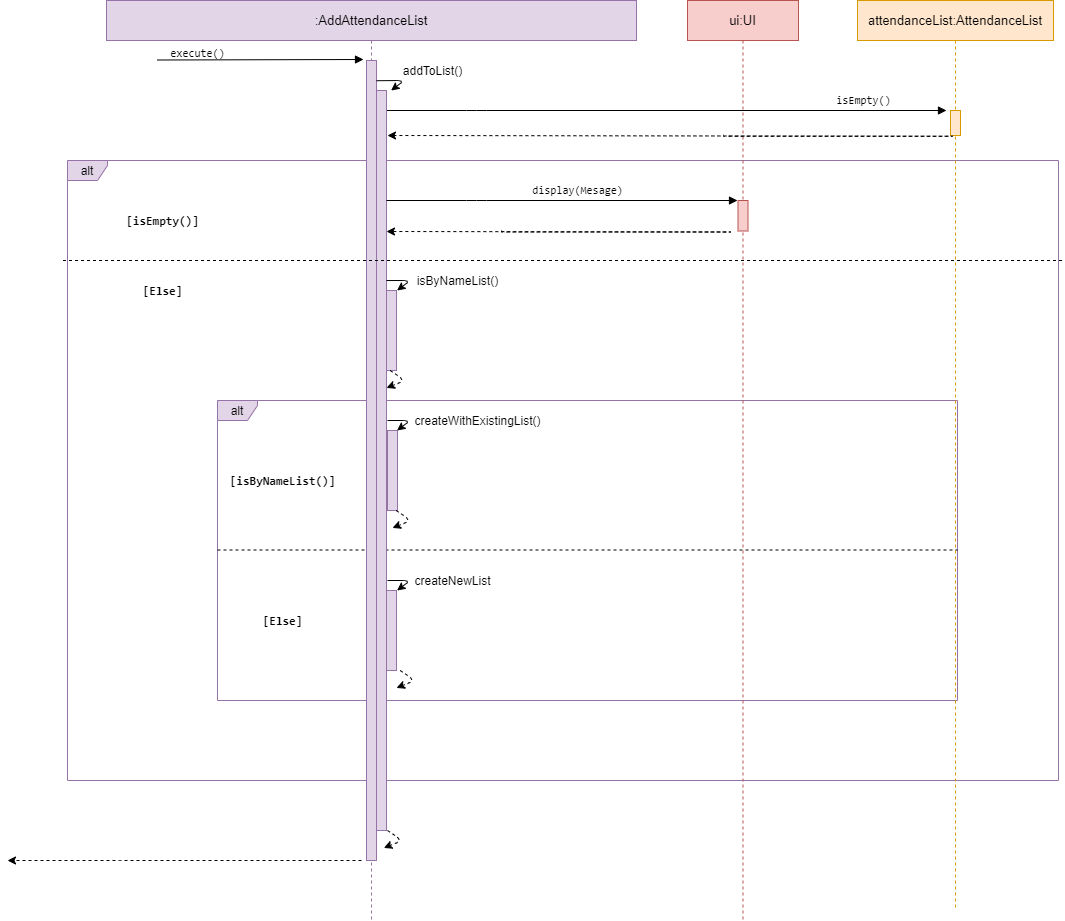 :AddAttendanceList
ui:UI
attendanceList:AttendanceList
execute()
addToList()
isEmpty()
alt
display(Mesage)
[isEmpty()]
isByNameList()
[Else]
alt
createWithExistingList()
[isByNameList()]
createNewList
[Else]